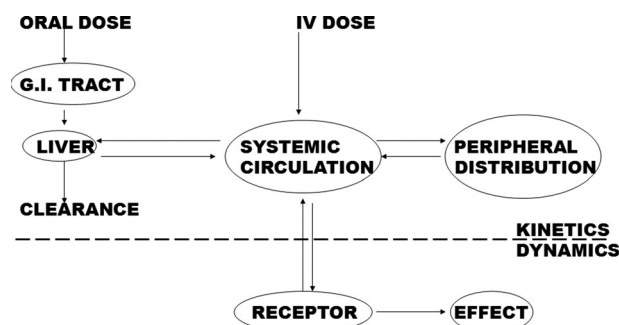 ORAL DOSE
IV DOSE
G.I. TRACT
LIVER
SYSTEMIC
CIRCULATION
PERIPHERAL
DISTRIBUTION
CLEARANCE
KINETICS
DYNAMICS
RECEPTOR
EFFECT